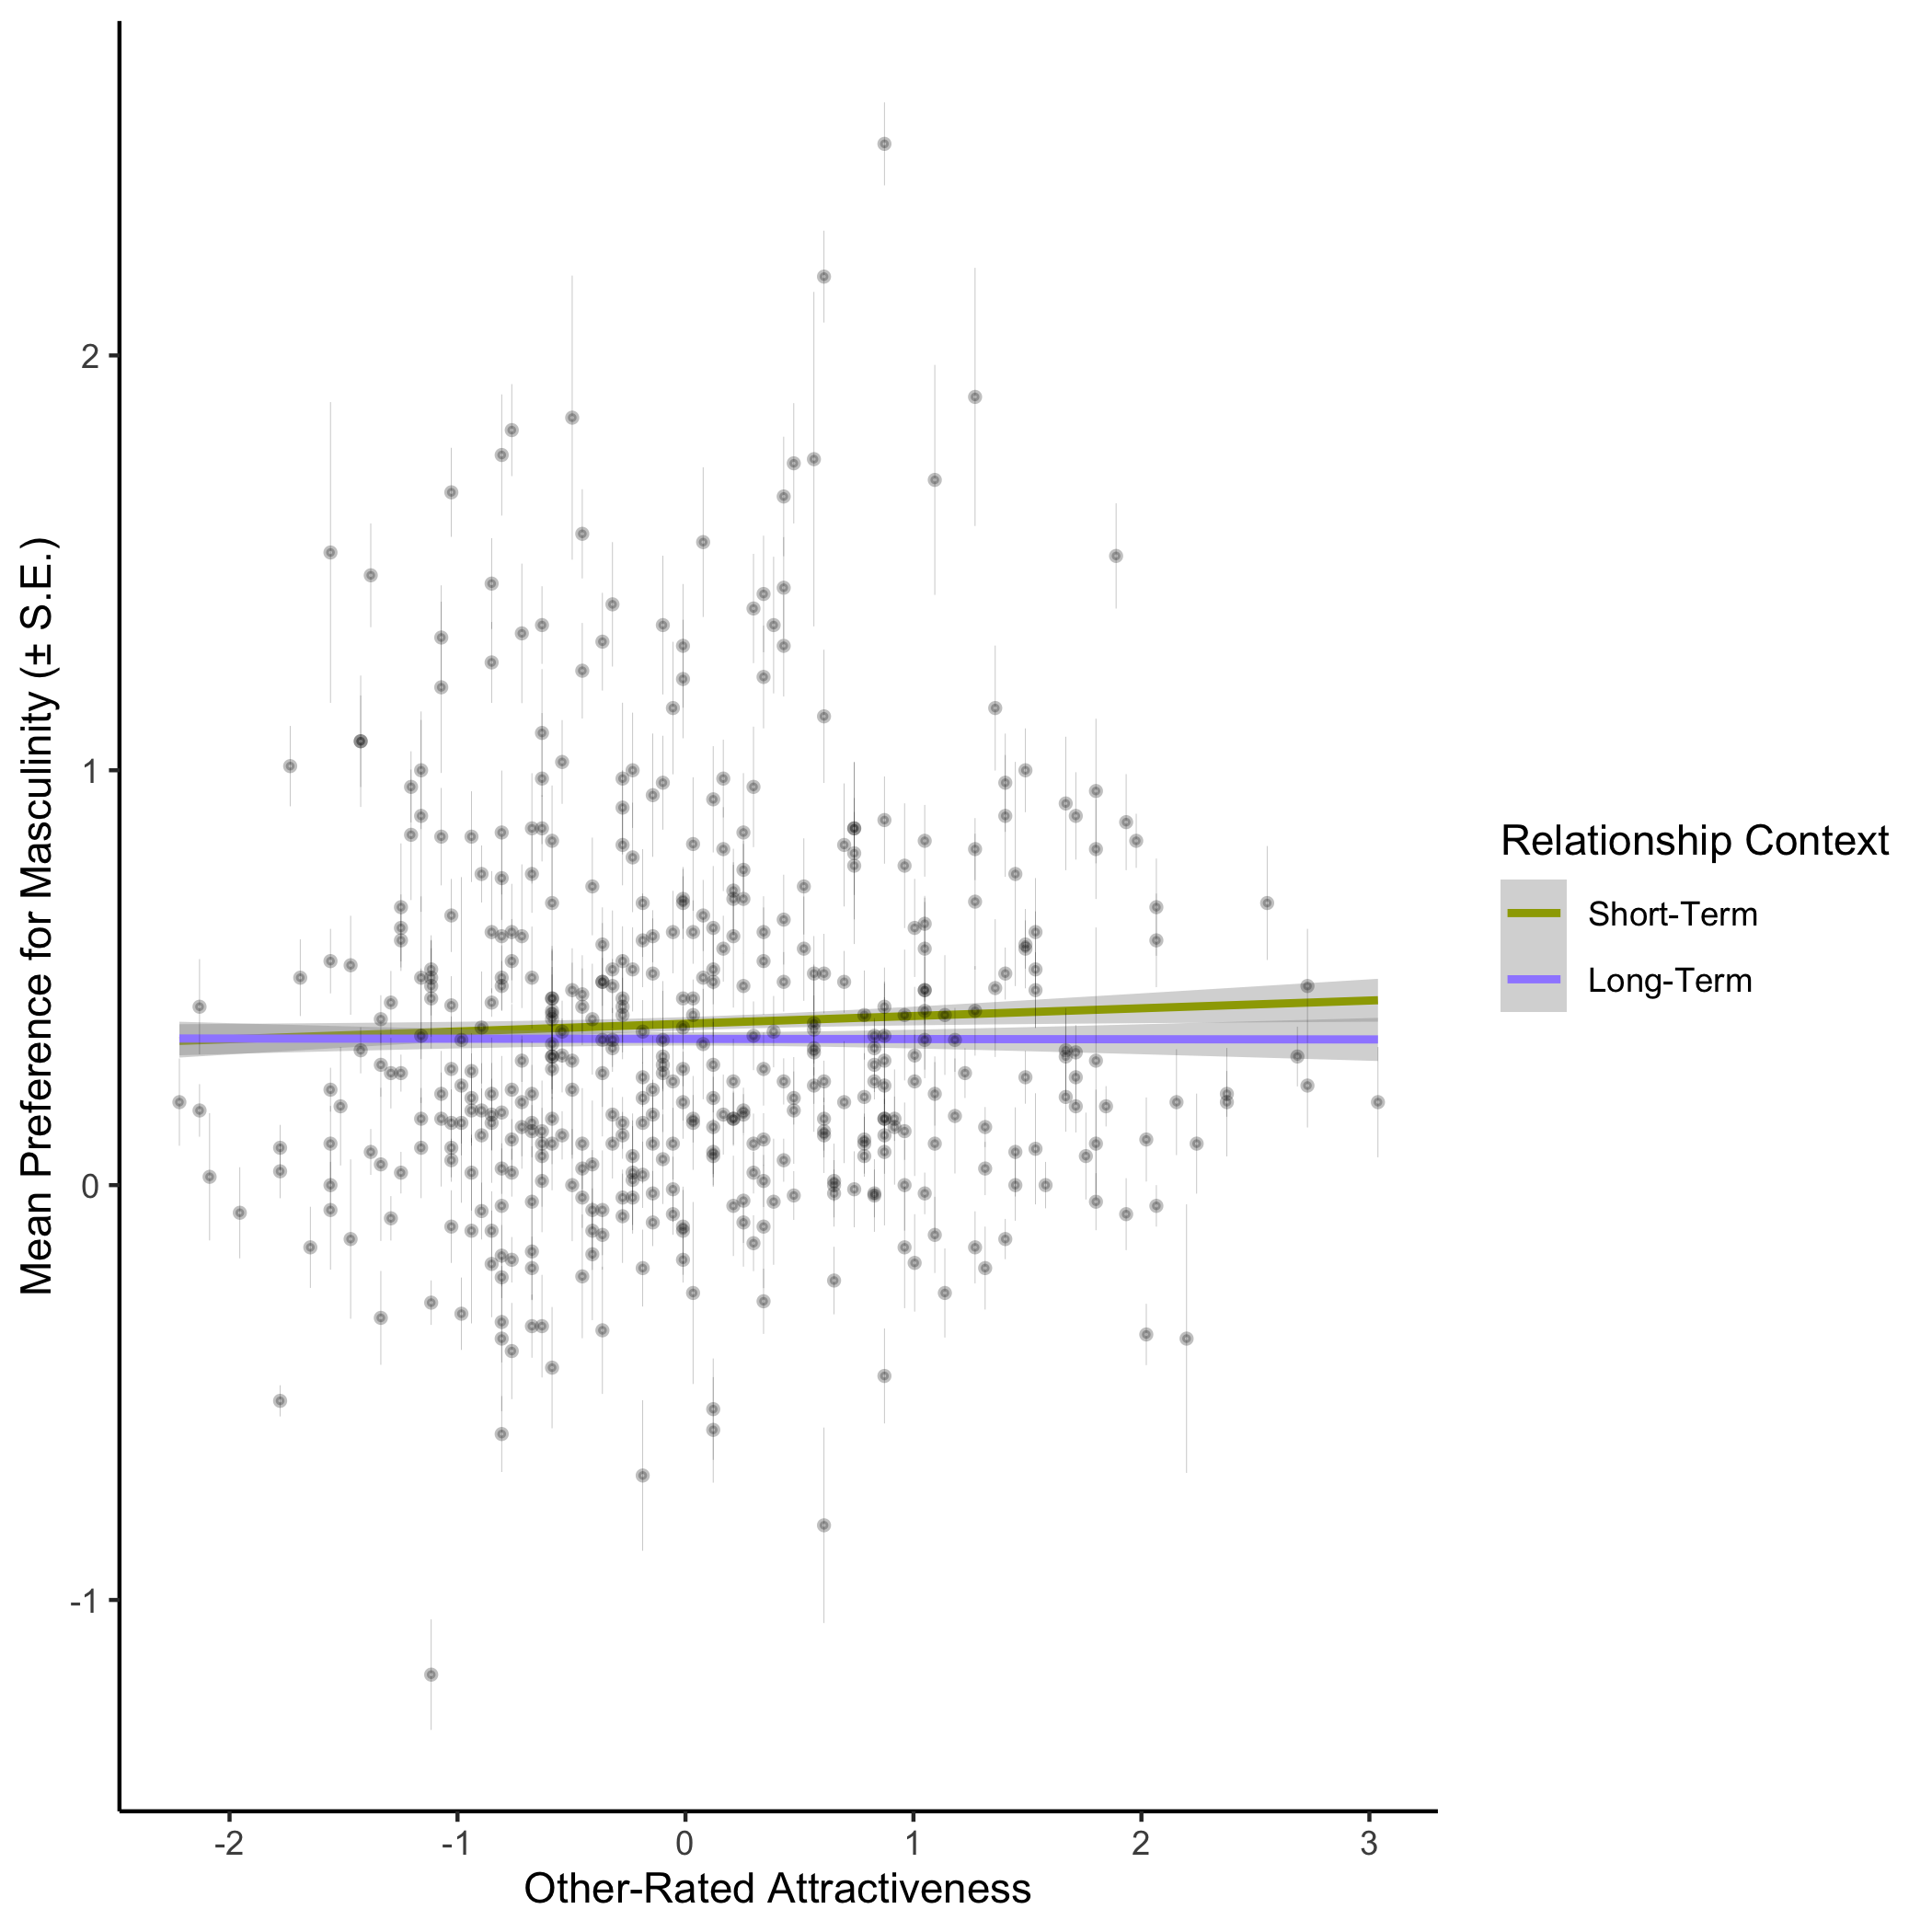 Mean Preference for Masculinity (± S.E.)
2
1
0
-1
-2
-1
0
1
2
3
Other-Rated Attractiveness
Relationship Context
Short-Term
Long-Term